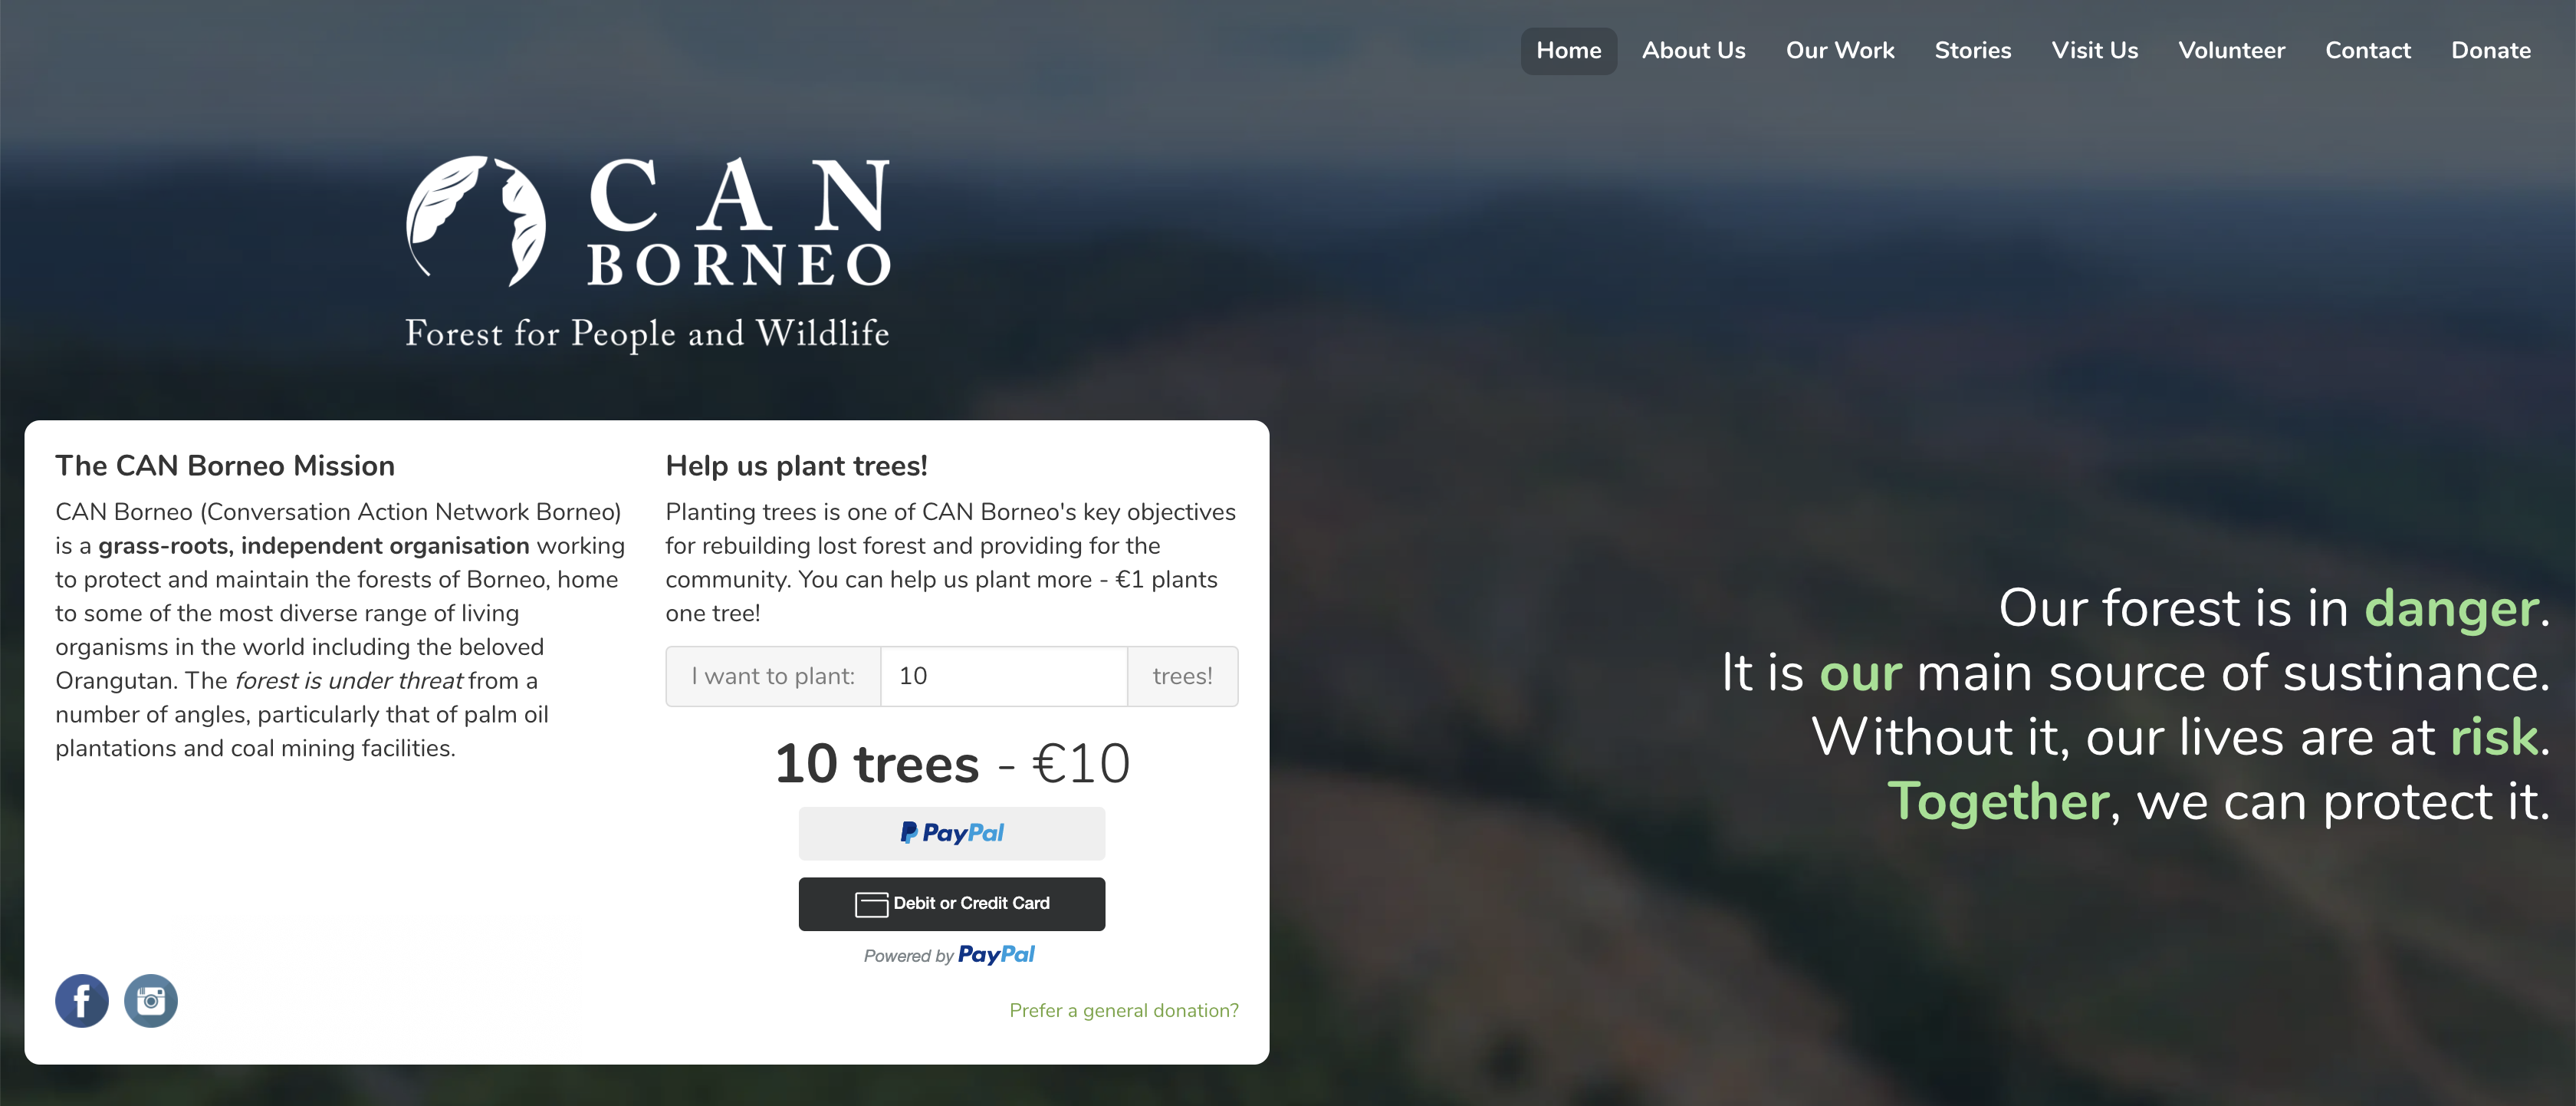 Home About Us Our Work Stories Visit Us Volunteer Contact Donate
CAN
BORNEO
Forest for People and Wildlife
The CAN Borneo Mission
CAN Borneo (Conversation Action Network Borneo)
is a grass-roots, independent organisation working
to protect and maintain the forests of Borneo, home
to some of the most diverse range of living
organisms in the world including the beloved
Orangutan. The forest is under threat from a
number of angles, particularly that of palm oil
plantations and coal mining facilities.
Help us plant trees!
Planting trees is one of CAN Borneo's key objectives
for rebuilding lost forest and providing for the
community. You can help us plant more - €1 plants
one tree!
I want to plant: 10 trees!
10 trees - €10
PayPal
Debit or Credit Card
Powered by PayPal
Prefer a general donation?
Our forest is in danger.
It is our main source of sustinance.
Without it, our lives are at risk.
Together, we can protect it.